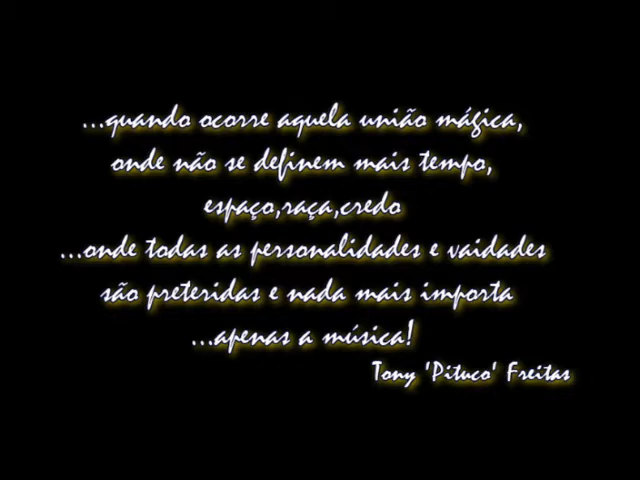 ...quando ocorre aquela união mágica,
onde não se definem mais tempo,
espaço,raça,credo
...onde todas as personalidades e vaidades
são preteridas e nada mais importa
...apenas a música!
Tony 'Pituco' Freitas